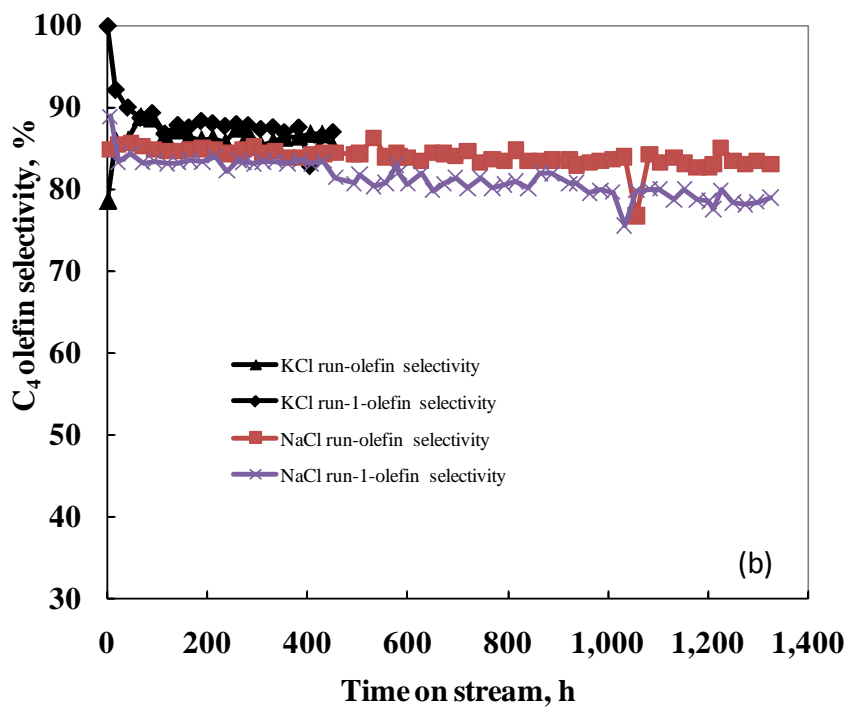 C4 olefin selectivity, %
100
90
80
70
60
50
40
30
KCl run-olefin selectivity
KCl run-1-olefin selectivity
NaCl run-olefin selectivity
NaCl run-1-olefin selectivity
(b)
0 200 400 600 800 1,000 1,200 1,400
Time on stream, h